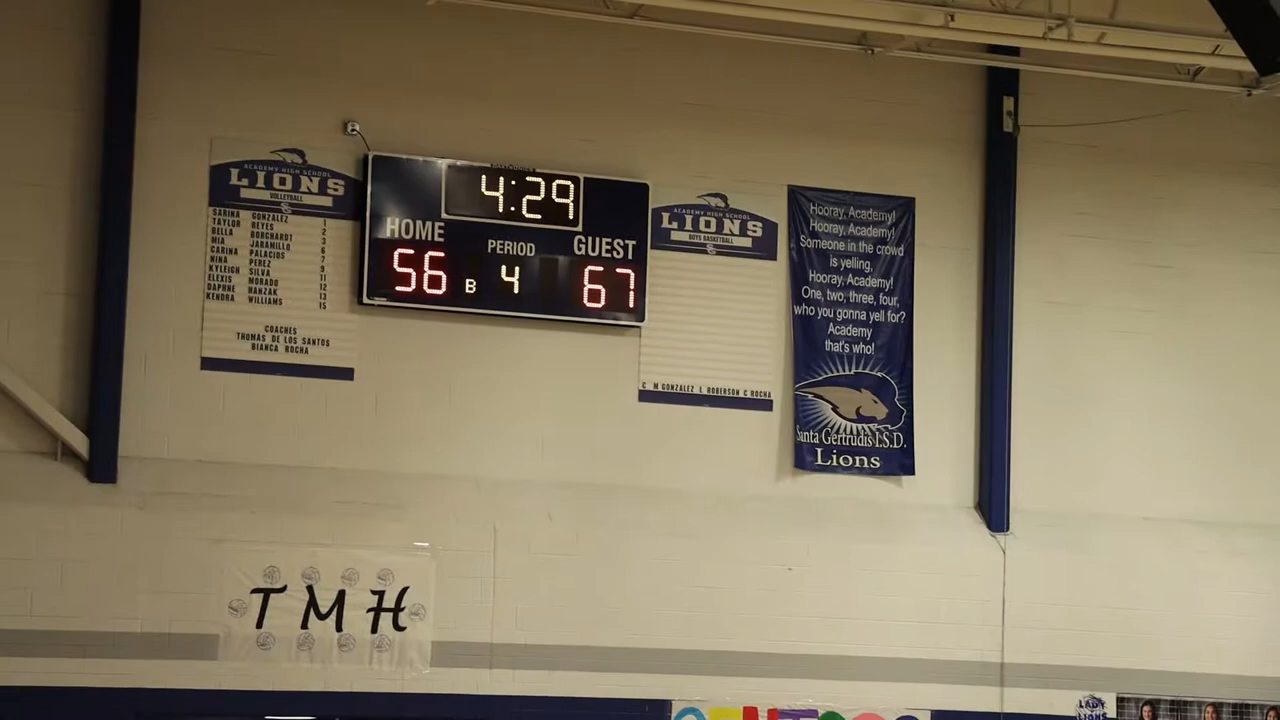 ACADEMY HIGH SCHOOL
LIONS
VOLLEYBALL
SARINA GONZALEZ 1
TAYLOR REYES 2
BELLA BORCHARDT 3
MIA JARAMILLO 6
CARINA PALACIOS 7
NINA PEREZ 9
KYLEIGH SILVA 11
ELEXIS MORADO 12
DAPHNE HANZAK 13
KENDRA WILLIAMS 15
COACHES
THOMAS DE LOS SANTOS
BIANCA ROCHA
4:29
HOME
PERIOD
GUEST
56 B 4 67
ACADEMY HIGH SCHOOL
LIONS
BOYS BASKETBALL
C M GONZALEZ L ROBERSON C ROCHA
Hooray, Academy!
Hooray, Academy!
Someone in the crowd
is yelling,
Hooray, Academy!
One, two, three, four,
who you gonna yell for?
Academy
that's who!
Santa Gertrudis I.S.D.
Lions
TMH
LADY
LIONS